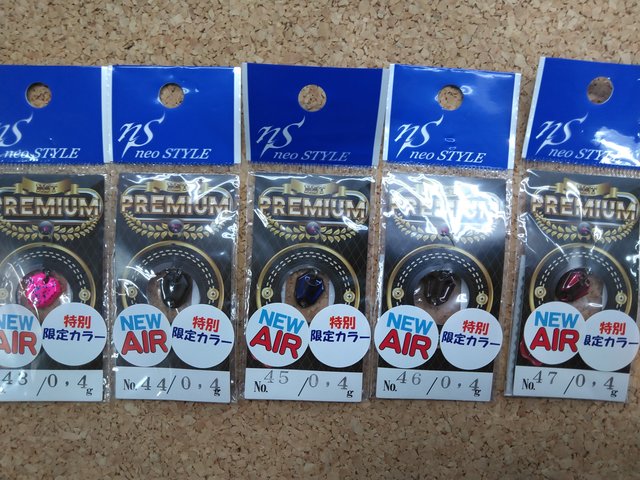 ns
neo STYLE
PREMIUM
NEW
AIR
特別
限定カラー
43/0,4g
ns
neo STYLE
PREMIUM
NEW
AIR
特別
限定カラー
No. 44/0,4g
ns
neo STYLE
PREMIUM
NEW
AIR
特別
限定カラー
No. 45/0,4g
ns
neo STYLE
PREMIUM
NEW
AIR
特別
限定カラー
No. 46/0,4g
ns
neo STYLE
PREMIUM
NEW
AIR
特別
限定カラー
No. 47/0,4g